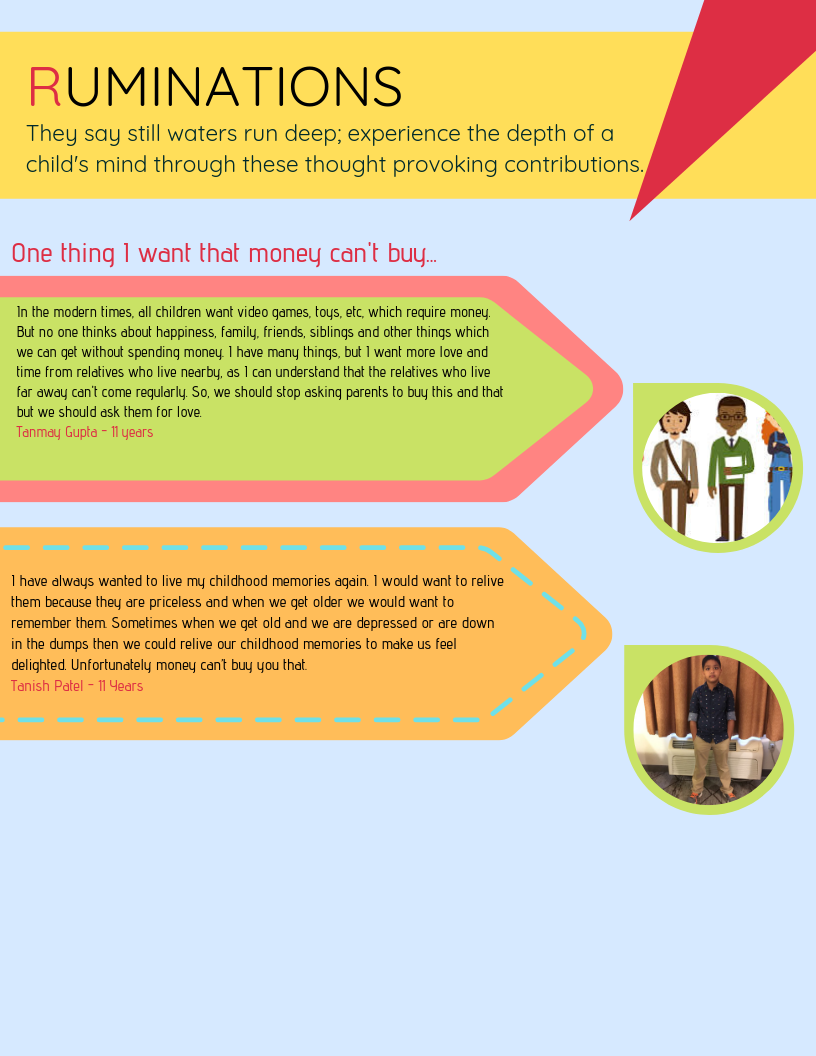 RUMINATIONS
They say still waters run deep; experience the depth of a
child's mind through these thought provoking contributions.
One thing I want that money can't buy...
In the modern times, all children want video games, toys, etc, which require money.
But no one thinks about happiness, family, friends, siblings and other things which
we can get without spending money. I have many things, but I want more love and
time from relatives who live nearby, as I can understand that the relatives who live
far away can't come regularly. So, we should stop asking parents to buy this and that
but we should ask them for love.
Tanmay Gupta - 11 years
I have always wanted to live my childhood memories again. I would want to relive
them because they are priceless and when we get older we would want to
remember them. Sometimes when we get old and we are depressed or are down
in the dumps then we could relive our childhood memories to make us feel
delighted. Unfortunately money can't buy you that.
Tanish Patel - 11 Years